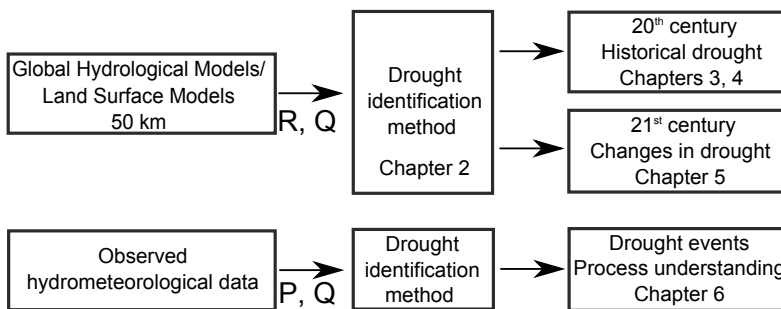 Global Hydrological Models/
Land Surface Models
50 km
R, Q
Drought
identification
method
Chapter 2
20th century
Historical drought
Chapters 3, 4
21st century
Changes in drought
Chapter 5
Observed
hydrometeorological data
P, Q
Drought
identification
method
Drought events
Process understanding
Chapter 6